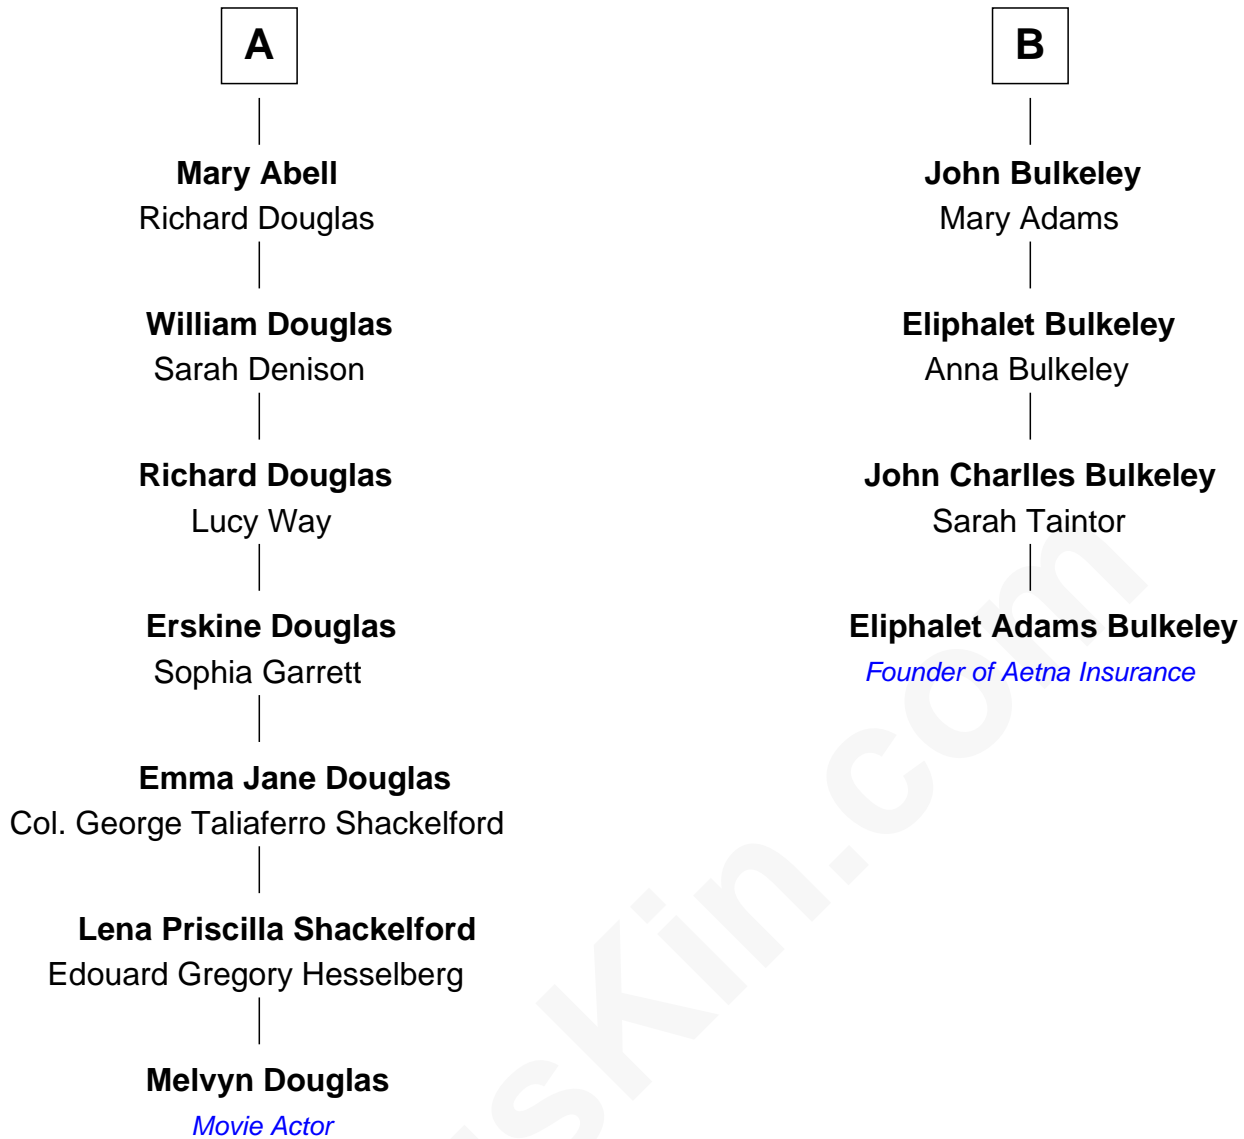 A
Mary Abell
Richard Douglas
William Douglas
Sarah Denison
Richard Douglas
Lucy Way
Erskine Douglas
Sophia Garrett
Emma Jane Douglas
Col. George Taliaferro Shackelford
Lena Priscilla Shackelford
Edouard Gregory Hesselberg
Melvyn Douglas
Movie Actor
B
John Bulkeley
Mary Adams
Eliphalet Bulkeley
Anna Bulkeley
John Charlles Bulkeley
Sarah Taintor
Eliphalet Adams Bulkeley
Founder of Aetna Insurance
sKin.com